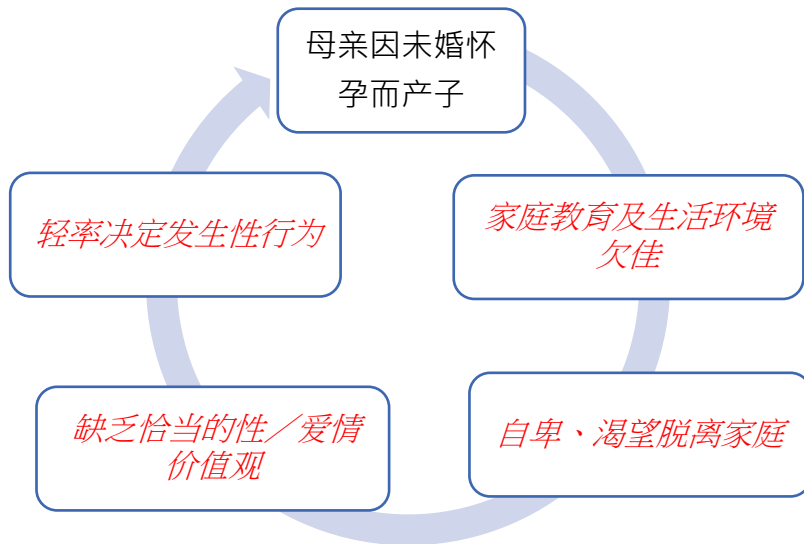 母亲因未婚怀
孕而产子
家庭教育及生活环境
欠佳
自卑、渴望脱离家庭
缺乏恰当的性／爱情
价值观
轻率决定发生性行为